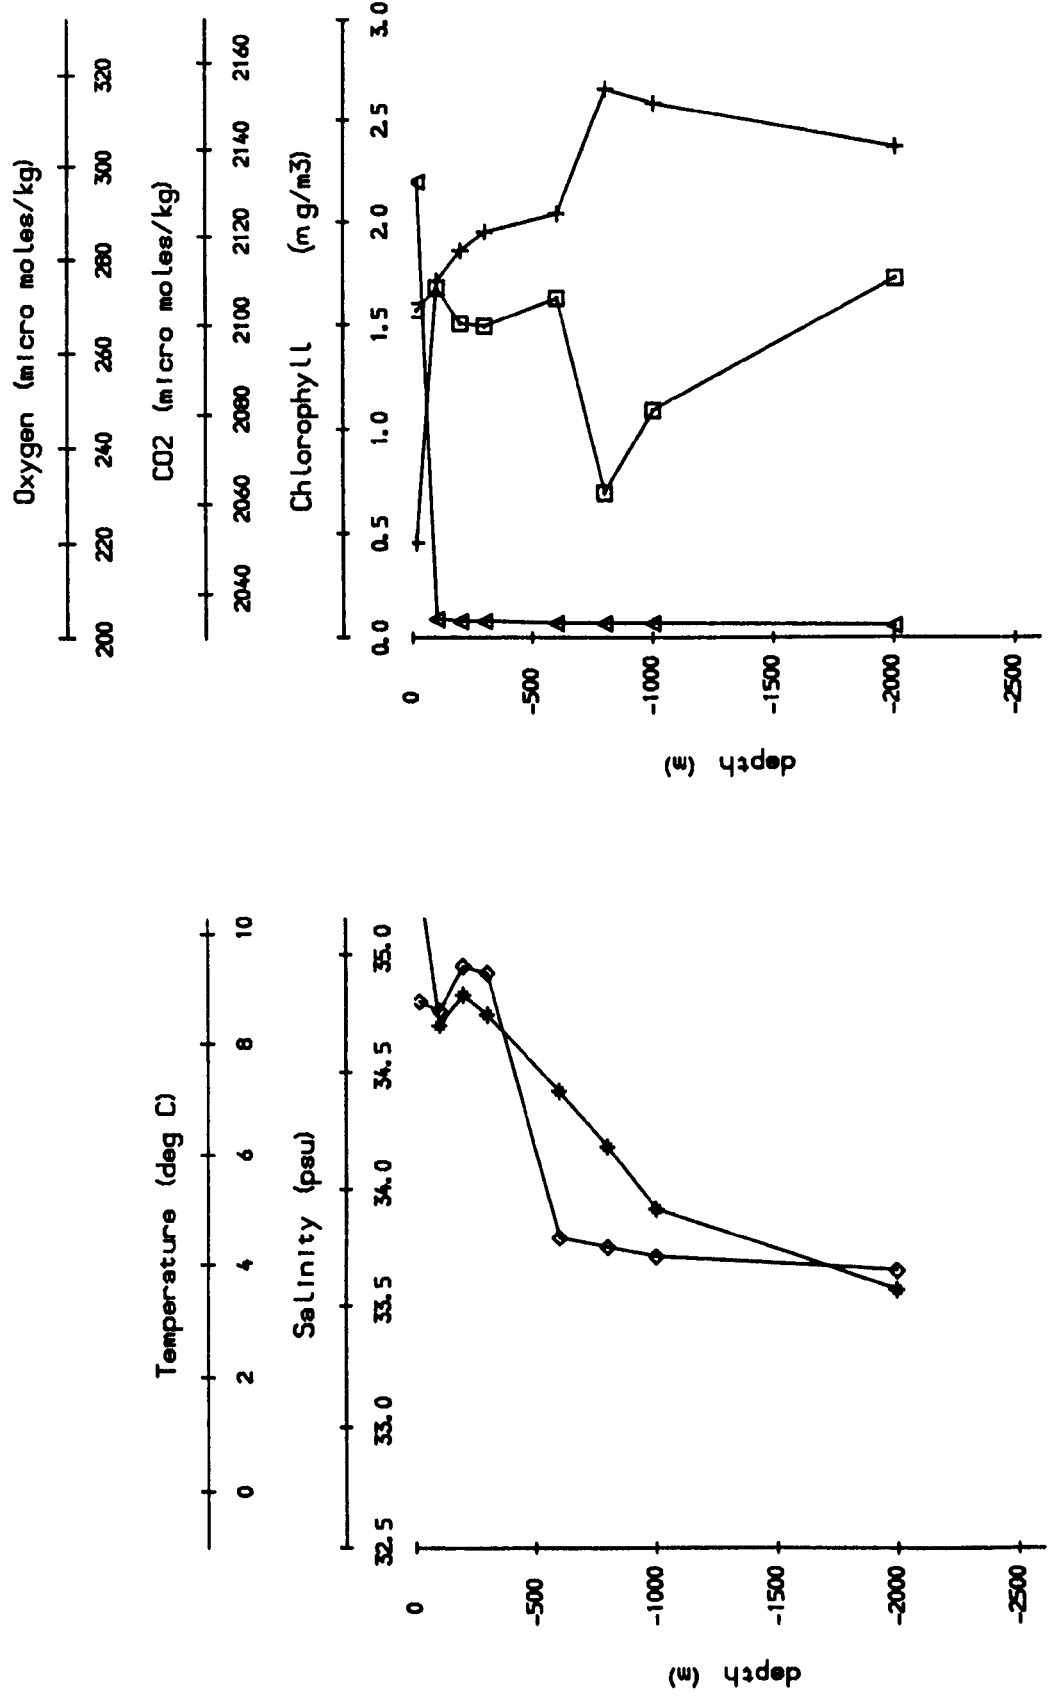 Temperature (deg C)
0 2 4 6 8 10
Salinity (psu)
32.5 33.0 33.5 34.0 34.5 35.0
0
-500
-1000
-1500
-2000
-2500
depth (m)
Oxygen (micro moles/kg)
200 220 240 260 280 300 320
CO2 (micro moles/kg)
2040 2060 2080 2100 2120 2140 2160
Chlorophyll (mg/m3)
0.0 0.5 1.0 1.5 2.0 2.5 3.0
0
-500
-1000
-1500
-2000
-2500
depth (m)